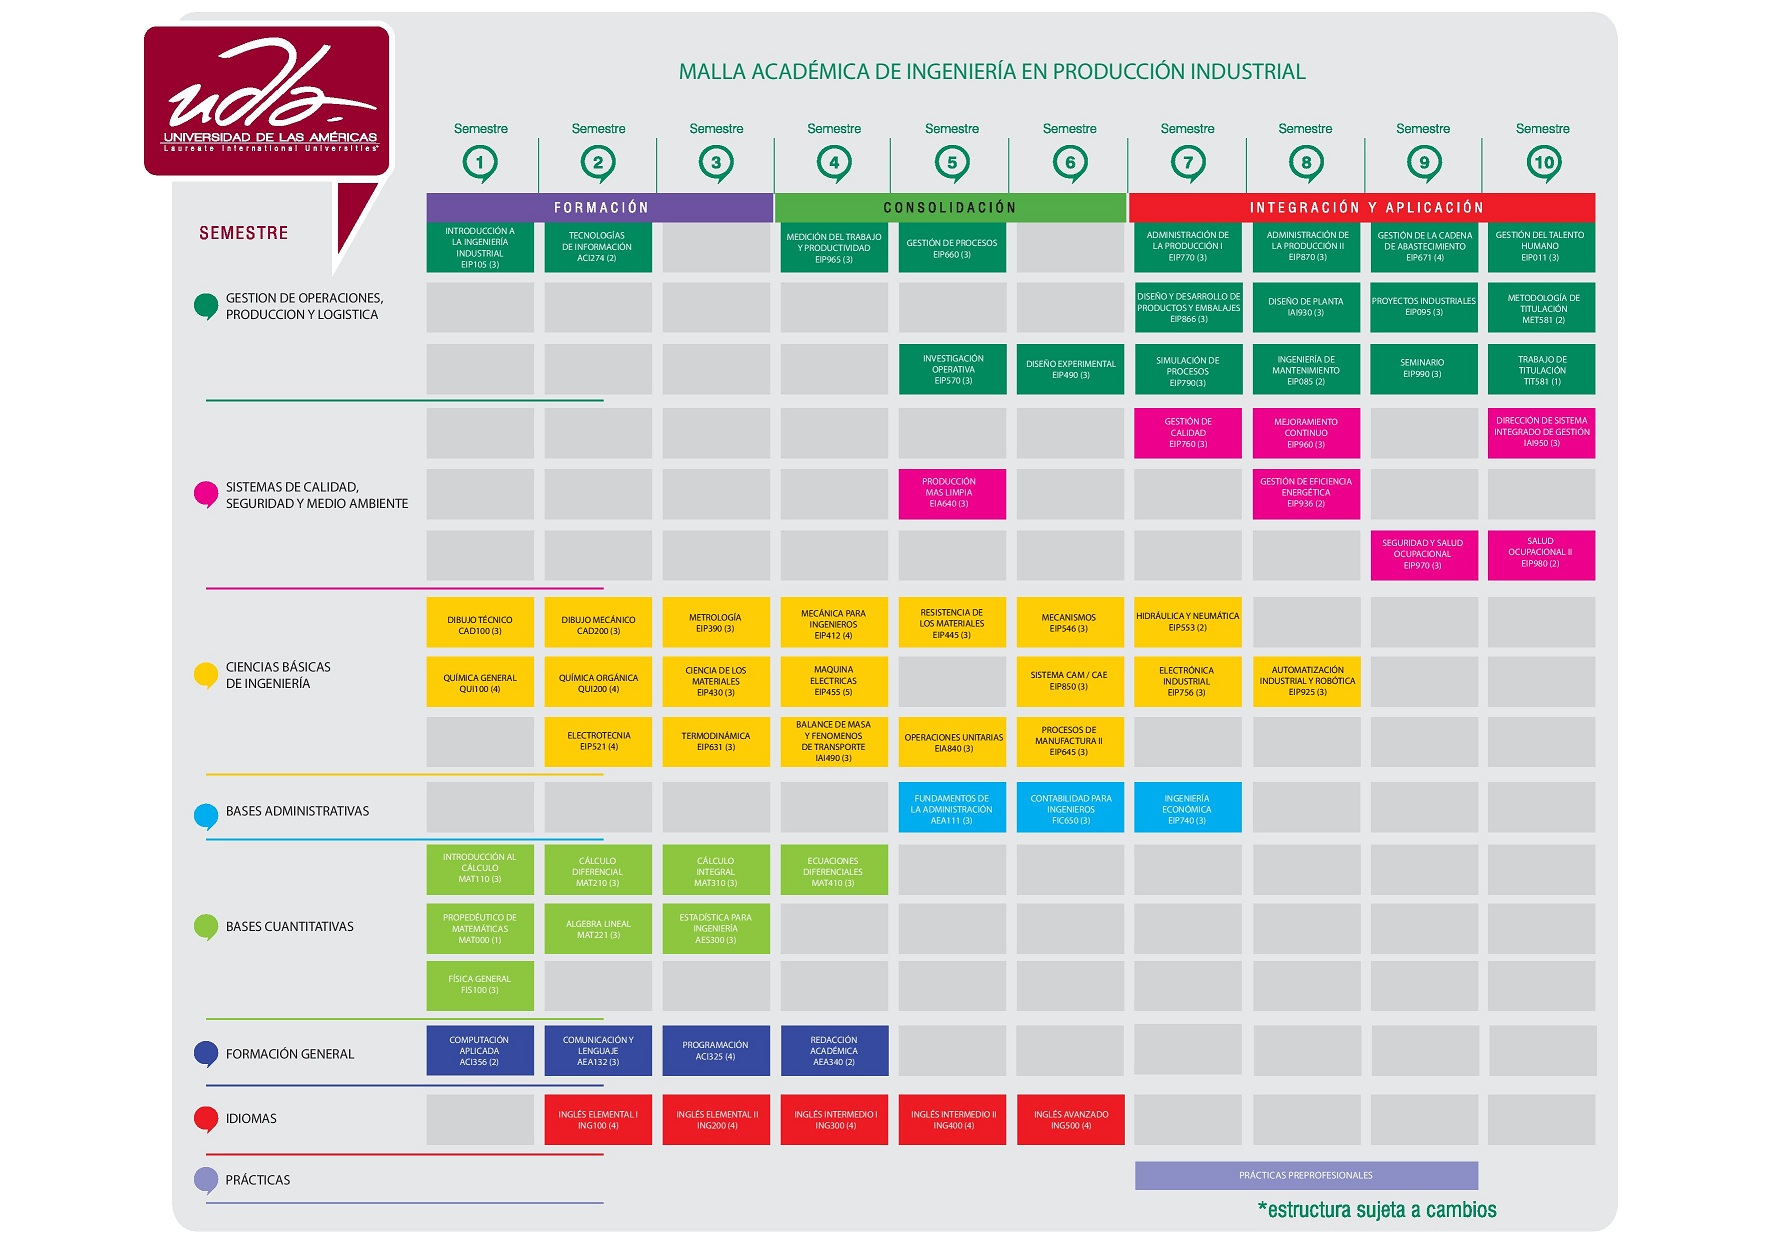 udla
UNIVERSIDAD DE LAS AMÉRICAS
Laureate International Universities®
MALLA ACADÉMICA DE INGENIERÍA EN PRODUCCIÓN INDUSTRIAL
Semestre Semestre Semestre Semestre Semestre Semestre Semestre Semestre Semestre Semestre
1 2 3 4 5 6 7 8 9 10
FORMACIÓN
CONSOLIDACIÓN
INTEGRACIÓN Y APLICACIÓN
SEMESTRE
GESTION DE OPERACIONES,
PRODUCCION Y LOGISTICA
INTRODUCCIÓN A
LA INGENIERÍA
INDUSTRIAL
EIP105 (3)
TECNOLOGÍAS
DE INFORMACIÓN
ACI274 (2)
MEDICIÓN DEL TRABAJO
Y PRODUCTIVIDAD
EIP965 (3)
GESTIÓN DE PROCESOS
EIP660 (3)
ADMINISTRACIÓN DE
LA PRODUCCIÓN I
EIP770 (3)
ADMINISTRACIÓN DE
LA PRODUCCIÓN II
EIP870 (3)
GESTIÓN DE LA CADENA
DE ABASTECIMIENTO
EIP671 (4)
GESTIÓN DEL TALENTO
HUMANO
EIP011 (3)
DISEÑO Y DESARROLLO DE
PRODUCTOS Y EMBALAJES
EIP866 (3)
DISEÑO DE PLANTA
IAI930 (3)
PROYECTOS INDUSTRIALES
EIP095 (3)
METODOLOGÍA DE
TITULACIÓN
MET581 (2)
INVESTIGACIÓN
OPERATIVA
EIP570 (3)
DISEÑO EXPERIMENTAL
EIP490 (3)
SIMULACIÓN DE
PROCESOS
EIP790(3)
INGENIERÍA DE
MANTENIMIENTO
EIP085 (2)
SEMINARIO
EIP990 (3)
TRABAJO DE
TITULACIÓN
TIT581 (1)
SISTEMAS DE CALIDAD,
SEGURIDAD Y MEDIO AMBIENTE
GESTIÓN DE
CALIDAD
EIP760 (3)
MEJORAMIENTO
CONTINUO
EIP960 (3)
DIRECCIÓN DE SISTEMA
INTEGRADO DE GESTIÓN
IAI950 (3)
PRODUCCIÓN
MAS LIMPIA
EIA640 (3)
GESTIÓN DE EFICIENCIA
ENERGÉTICA
EIP936 (2)
SEGURIDAD Y SALUD
OCUPACIONAL
EIP970 (3)
SALUD
OCUPACIONAL II
EIP980 (2)
CIENCIAS BÁSICAS
DE INGENIERÍA
DIBUJO TÉCNICO
CAD100 (3)
DIBUJO MECÁNICO
CAD200 (3)
METROLOGÍA
EIP390 (3)
MECÁNICA PARA
INGENIEROS
EIP412 (4)
RESISTENCIA DE
LOS MATERIALES
EIP445 (3)
MECANISMOS
EIP546 (3)
HIDRÁULICA Y NEUMÁTICA
EIP553 (2)
QUÍMICA GENERAL
QUI100 (4)
QUÍMICA ORGÁNICA
QUI200 (4)
CIENCIA DE LOS
MATERIALES
EIP430 (3)
MAQUINA
ELECTRICAS
EIP455 (5)
SISTEMA CAM / CAE
EIP850 (3)
ELECTRÓNICA
INDUSTRIAL
EIP756 (3)
AUTOMATIZACIÓN
INDUSTRIAL Y ROBÓTICA
EIP925 (3)
ELECTROTECNIA
EIP521 (4)
TERMODINÁMICA
EIP631 (3)
BALANCE DE MASA
Y FENOMENOS
DE TRANSPORTE
IAI490 (3)
OPERACIONES UNITARIAS
EIA840 (3)
PROCESOS DE
MANUFACTURA II
EIP645 (3)
BASES ADMINISTRATIVAS
FUNDAMENTOS DE
LA ADMINISTRACIÓN
AEA111 (3)
CONTABILIDAD PARA
INGENIEROS
FIC650 (3)
INGENIERÍA
ECONÓMICA
EIP740 (3)
BASES CUANTITATIVAS
INTRODUCCIÓN AL
CÁLCULO
MAT110 (3)
CÁLCULO
DIFERENCIAL
MAT210 (3)
CÁLCULO
INTEGRAL
MAT310 (3)
ECUACIONES
DIFERENCIALES
MAT410 (3)
PROPEDÉUTICO DE
MATEMÁTICAS
MAT000 (1)
ALGEBRA LINEAL
MAT221 (3)
ESTADÍSTICA PARA
INGENIERÍA
AES300 (3)
FÍSICA GENERAL
FIS100 (3)
FORMACIÓN GENERAL
COMPUTACIÓN
APLICADA
ACI356 (2)
COMUNICACIÓN Y
LENGUAJE
AEA132 (3)
PROGRAMACIÓN
ACI325 (4)
REDACCIÓN
ACADÉMICA
AEA340 (2)
IDIOMAS
INGLÉS ELEMENTAL I
ING100 (4)
INGLÉS ELEMENTAL II
ING200 (4)
INGLÉS INTERMEDIO I
ING300 (4)
INGLÉS INTERMEDIO II
ING400 (4)
INGLÉS AVANZADO
ING500 (4)
PRÁCTICAS
PRÁCTICAS PREPROFESIONALES
*estructura sujeta a cambios